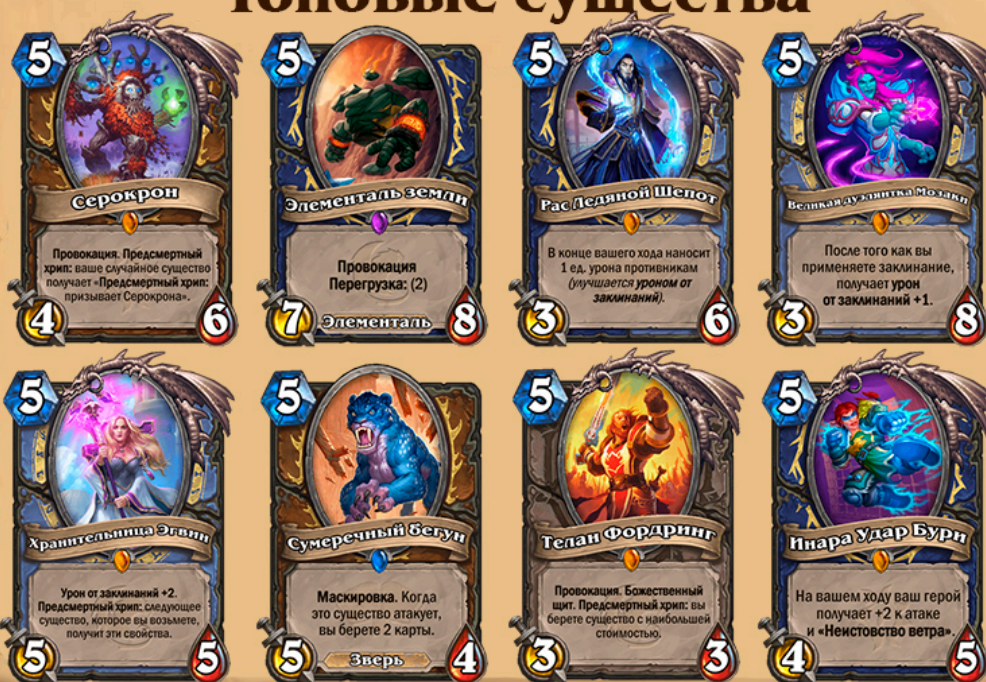 Топовые существа
5 5 5 5
Серокрон
Провокация. Предсмертный
хрип: ваше случайное существо
получает «Предсмертный хрип:
призывает Серокрона».
4 6
Элементаль земли
Провокация
Перегрузка: (2)
7 Элементаль 8
Рас Ледяной Шепот
В конце вашего хода наносит
1 ед. урона противникам
(улучшается уроном от
заклинаний).
3 6
Великая дуэлянтка Мозаки
После того как вы
применяете заклинание,
получает урон
от заклинаний +1.
3 8
5 5 5 5
Хранительница Эгвин
Урон от заклинаний +2.
Предсмертный хрип: следующее
существо, которое вы возьмете,
получит эти свойства.
5 5
Сумеречный бегун
Маскировка. Когда
это существо атакует,
вы берете 2 карты.
5 Зверь 4
Телан Фордринг
Провокация. Божественный
щит. Предсмертный хрип: вы
берете существо с наибольшей
стоимостью.
3 3
Инара Удар Бури
На вашем ходу ваш герой
получает +2 к атаке
и «Неистовство ветра».
4 5